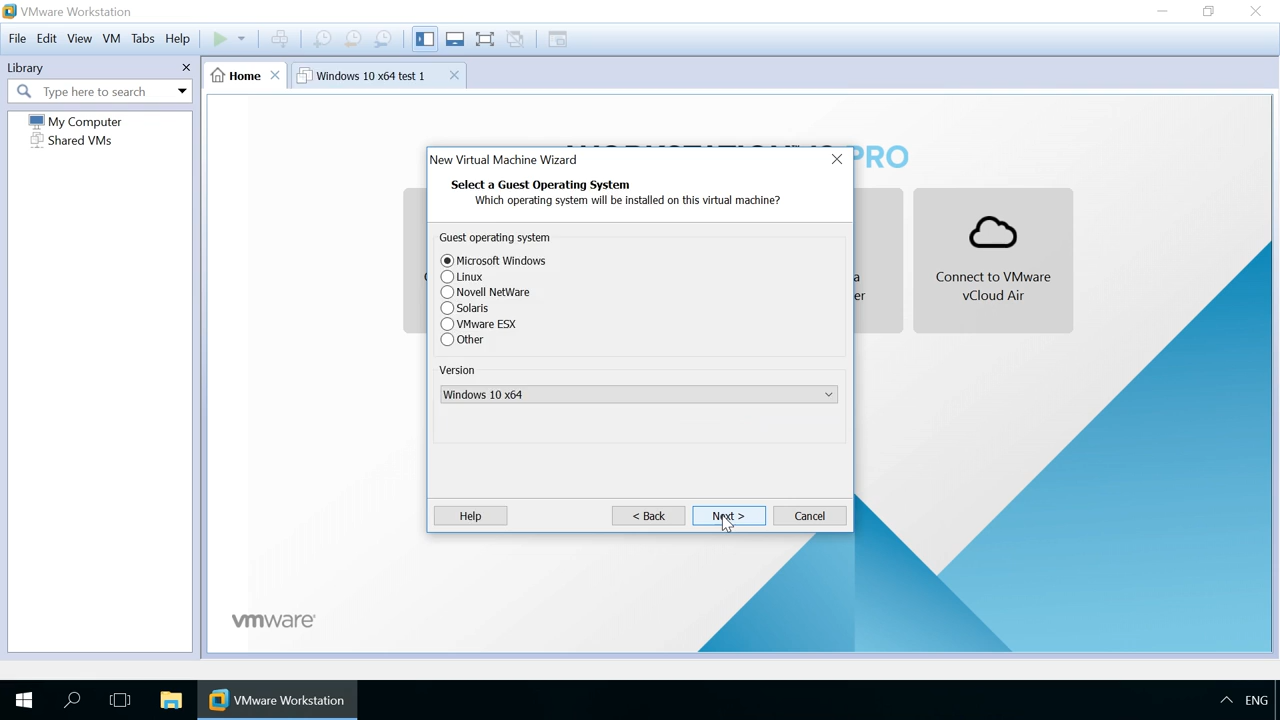 VMware Workstation
File Edit View VM Tabs Help
Library
Type here to search
My Computer
Shared VMs
Home
Windows 10 x64 test 1
PRO
Connect to VMware
vCloud Air
a
er
New Virtual Machine Wizard
Select a Guest Operating System
Which operating system will be installed on this virtual machine?
Guest operating system
Microsoft Windows
Linux
Novell NetWare
Solaris
VMware ESX
Other
Version
Windows 10 x64
Help
< Back
Next >
Cancel
vmware
VMware Workstation
ENG